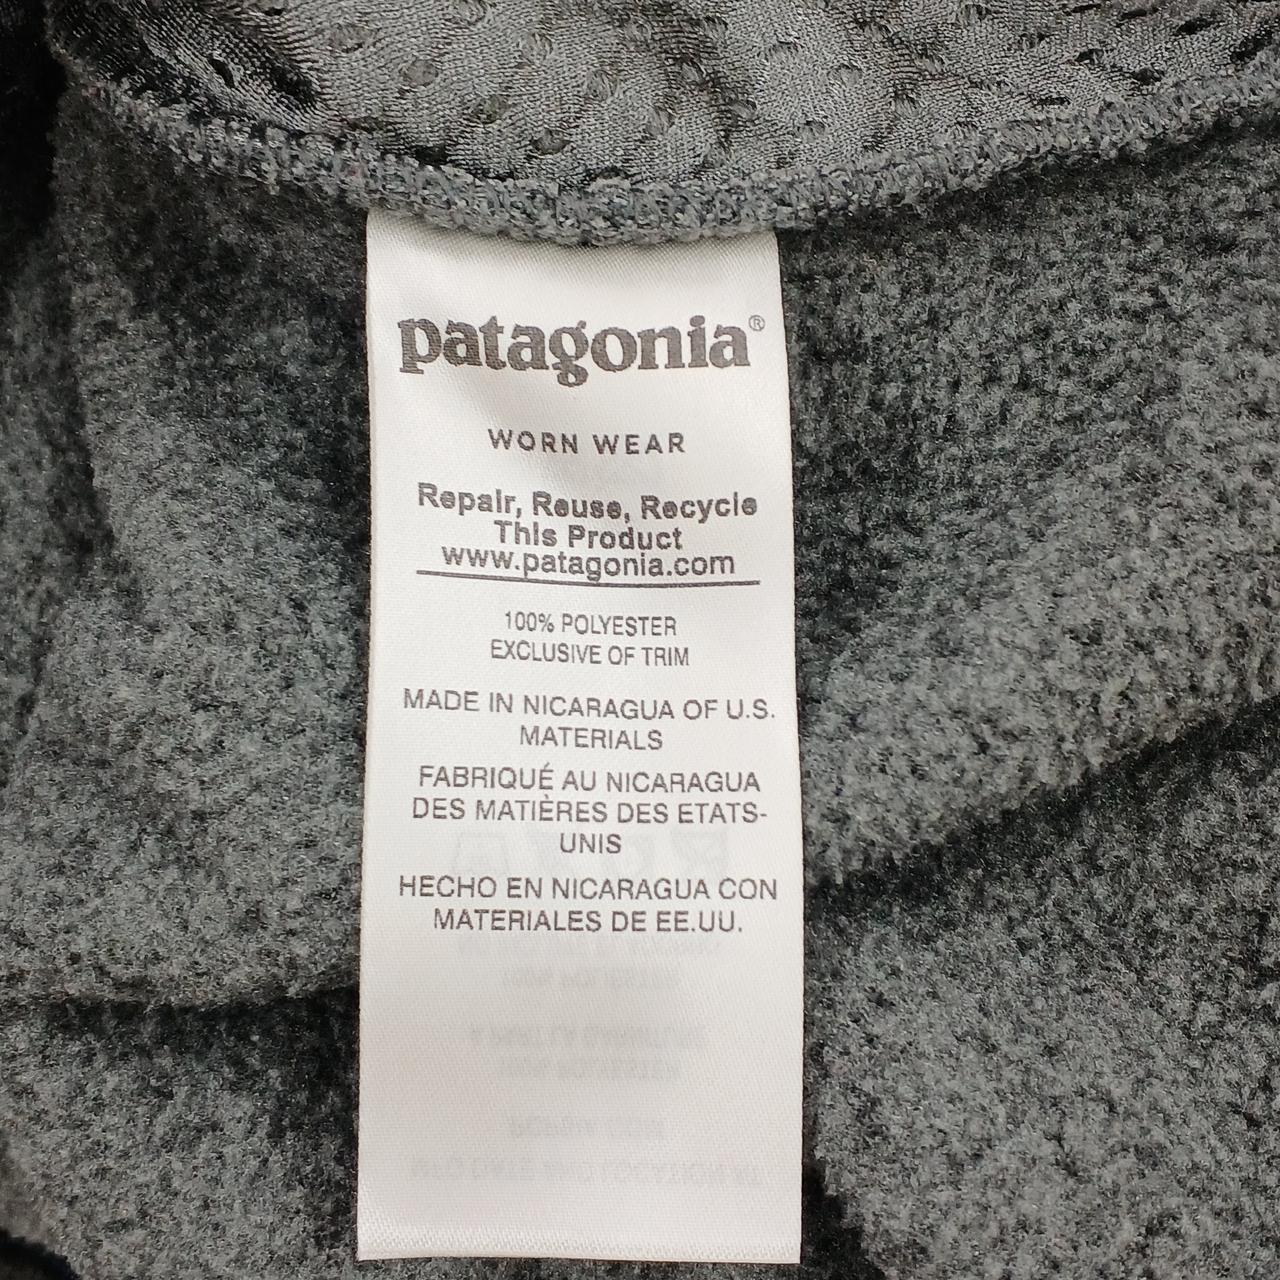 patagonia®
WORN WEAR
Repair, Reuse, Recycle
This Product
www.patagonia.com
100% POLYESTER
EXCLUSIVE OF TRIM
MADE IN NICARAGUA OF U.S.
MATERIALS
FABRIQUÉ AU NICARAGUA
DES MATIÈRES DES ETATS-
UNIS
HECHO EN NICARAGUA CON
MATERIALES DE EE.UU.